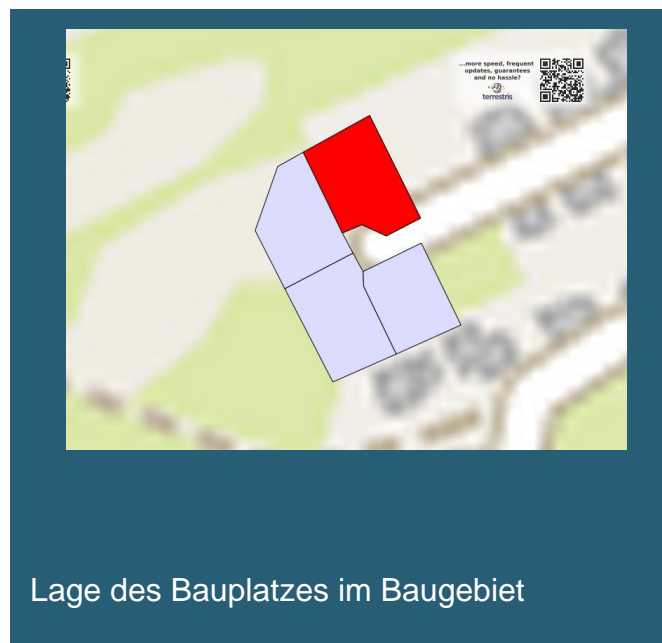 ...more speed, frequent
updates, guarantees
and no hassle?
terrestris
Lage des Bauplatzes im Baugebiet